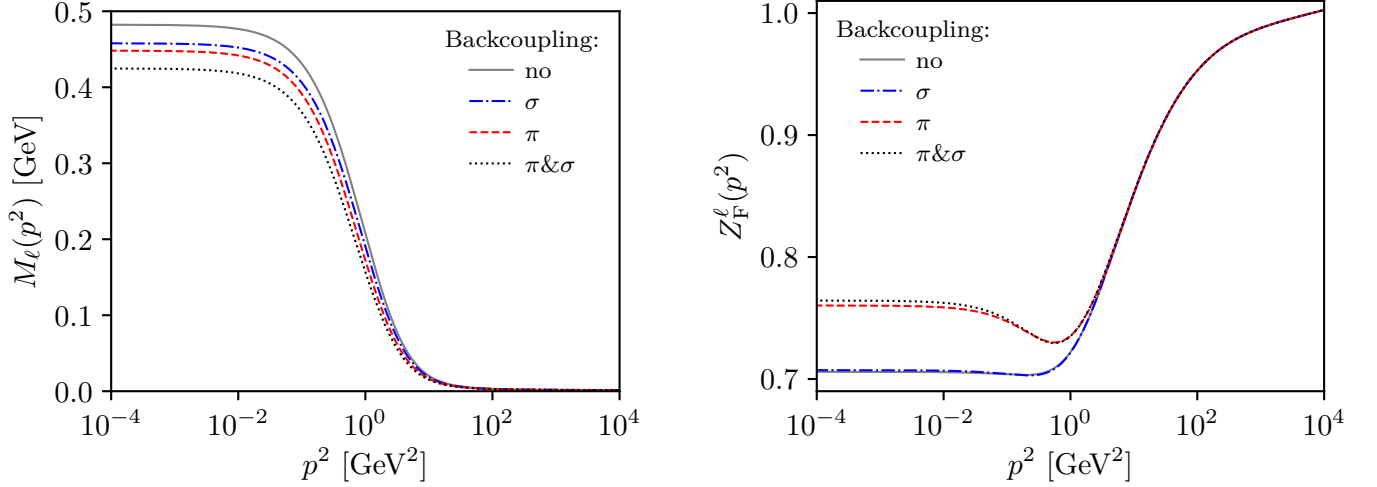 0.5
0.4
0.3
0.2
0.1
0.0
M_ℓ(p²) [GeV]
Backcoupling:
no
σ
π
π&σ
10⁻⁴ 10⁻² 10⁰ 10² 10⁴
p² [GeV²]
1.0
0.9
0.8
0.7
Z_F^ℓ(p²)
Backcoupling:
no
σ
π
π&σ
10⁻⁴ 10⁻² 10⁰ 10² 10⁴
p² [GeV²]